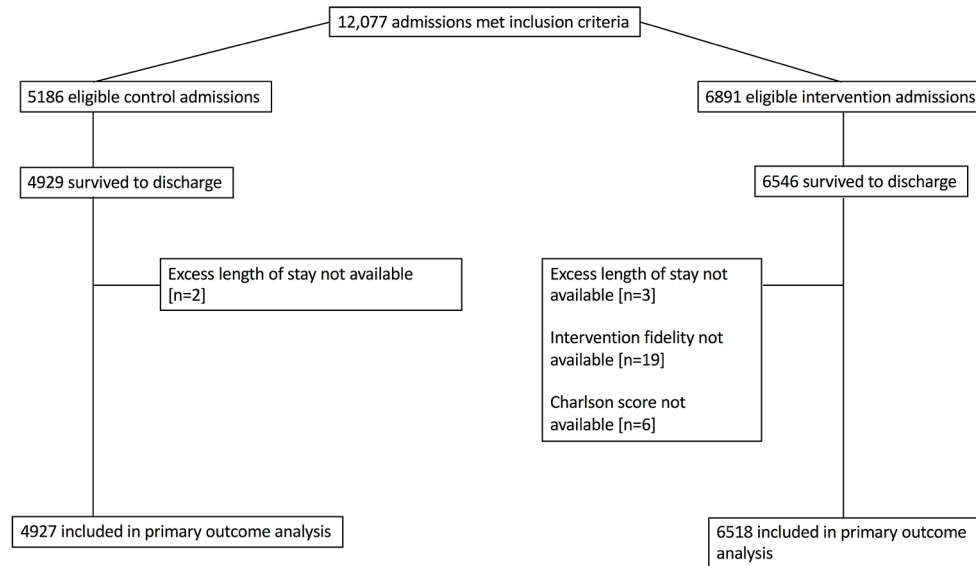 12,077 admissions met inclusion criteria
5186 eligible control admissions
6891 eligible intervention admissions
4929 survived to discharge
6546 survived to discharge
Excess length of stay not available
[n=2]
Excess length of stay not
available [n=3]
Intervention fidelity not
available [n=19]
Charlson score not
available [n=6]
4927 included in primary outcome analysis
6518 included in primary outcome
analysis